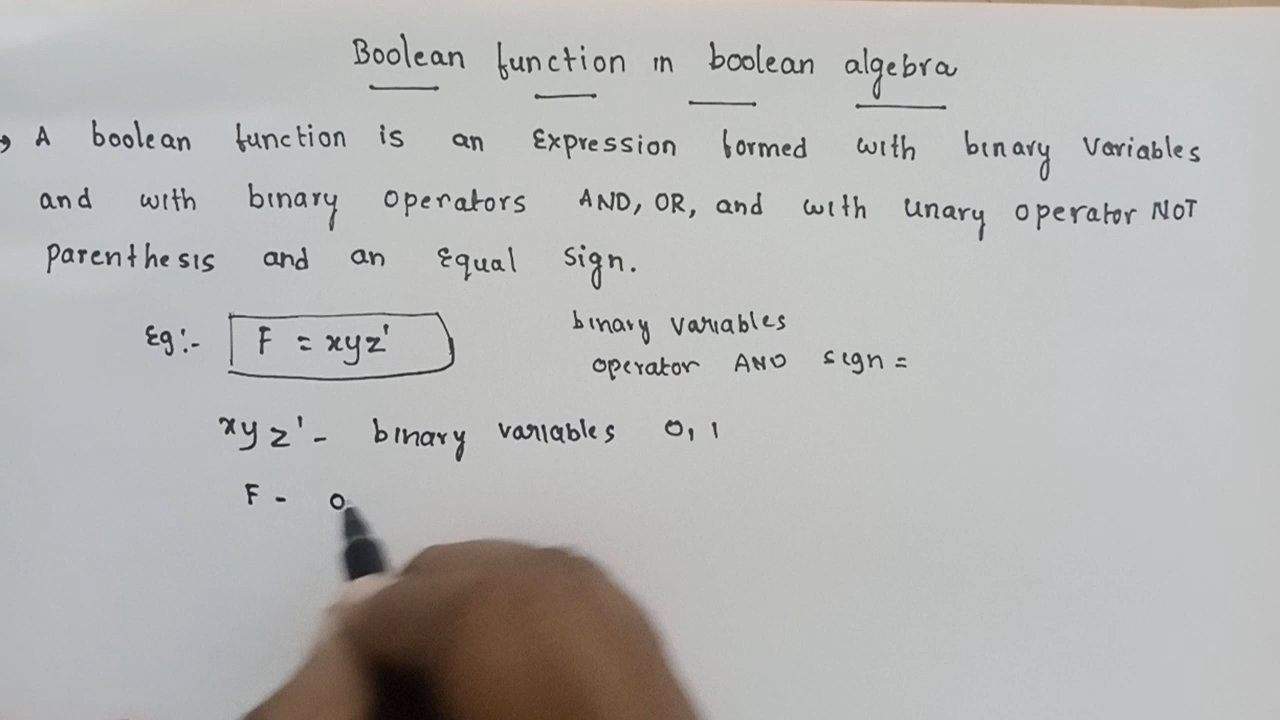 Boolean function in boolean algebra
→ A boolean function is an Expression formed with binary variables
and with binary operators AND, OR, and with unary operator NOT
parenthesis and an Equal sign.
Eg:- F = xyz'
binary variables
operator AND sign =
xyz' - binary variables 0, 1
F - 0